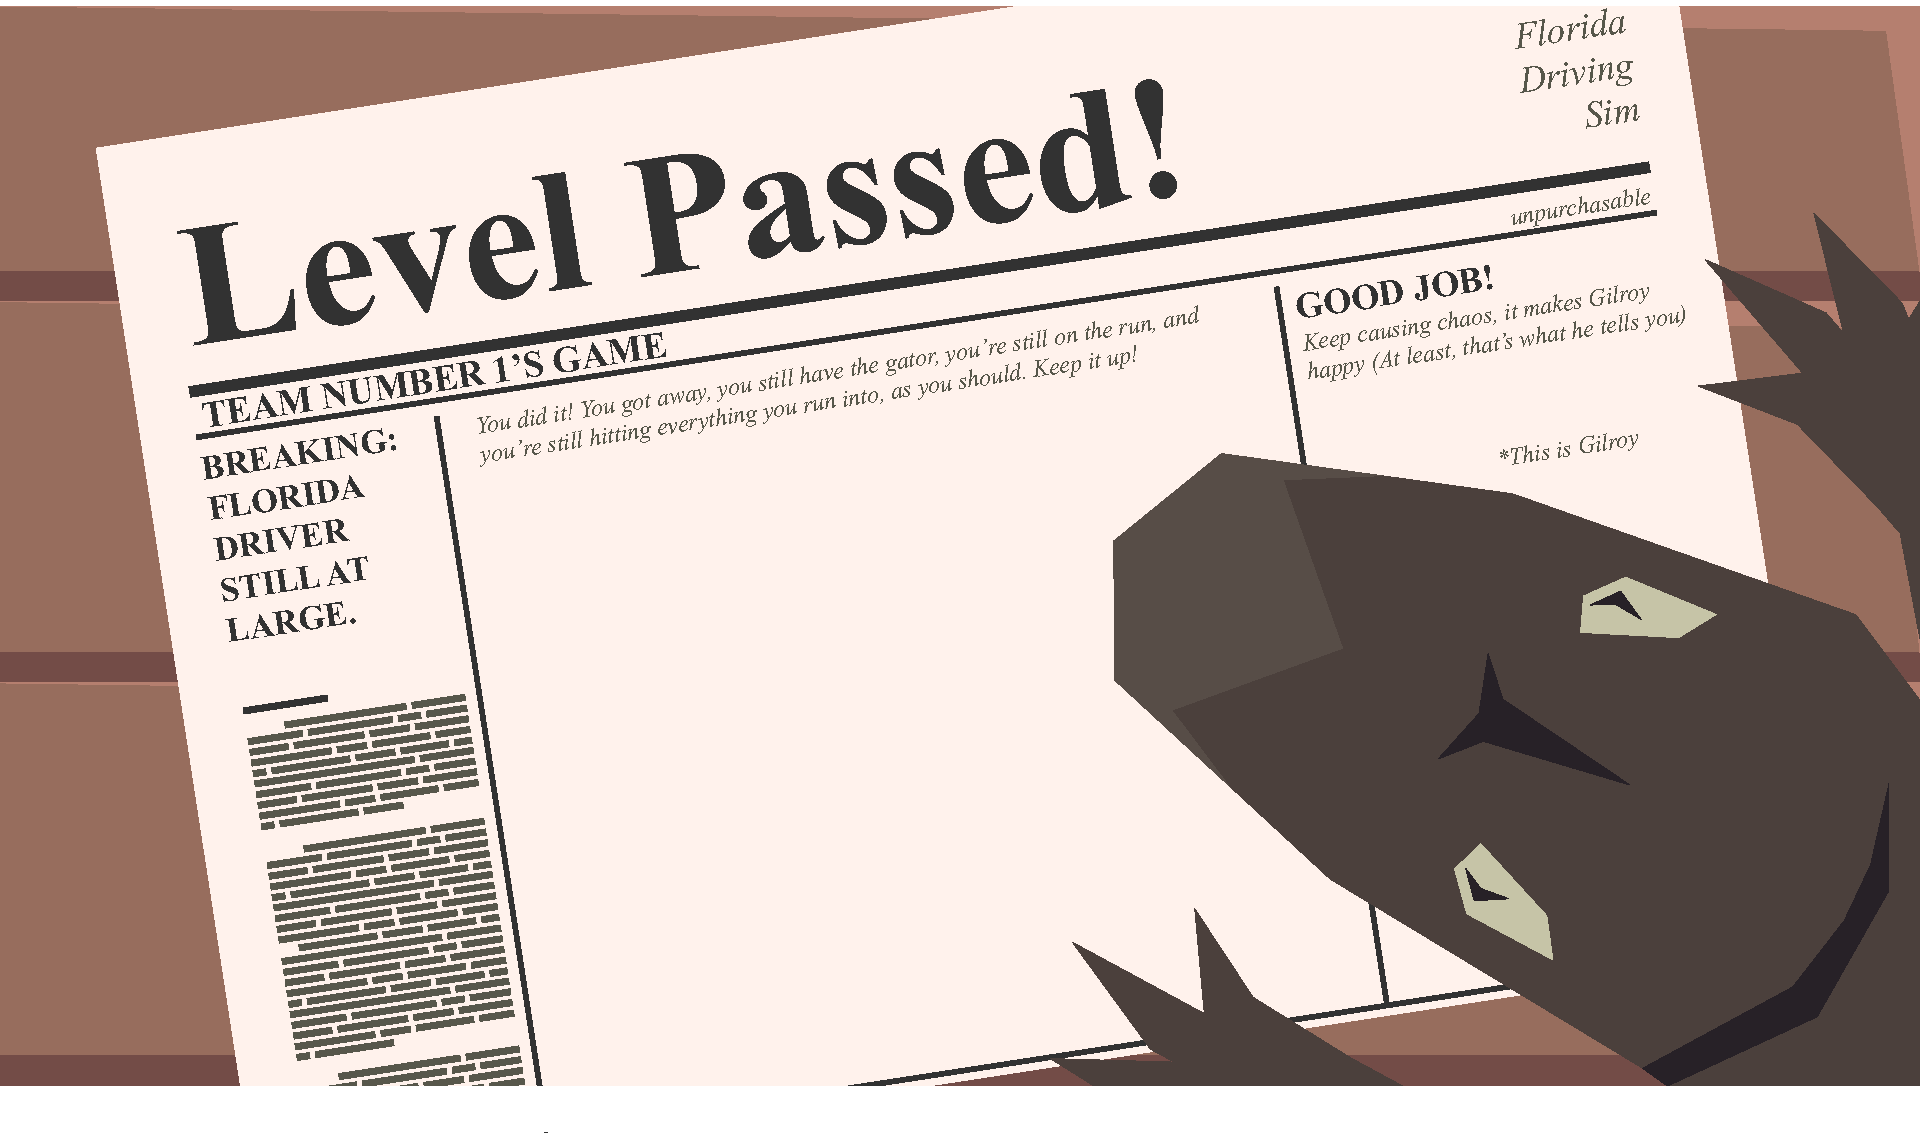 Florida
Driving
Sim
Level Passed!
unpurchasable
TEAM NUMBER 1’S GAME
BREAKING:
FLORIDA
DRIVER
STILL AT
LARGE.
You did it! You got away, you still have the gator, you’re still on the run, and
you’re still hitting everything you run into, as you should. Keep it up!
GOOD JOB!
Keep causing chaos, it makes Gilroy
happy (At least, that’s what he tells you)
*This is Gilroy